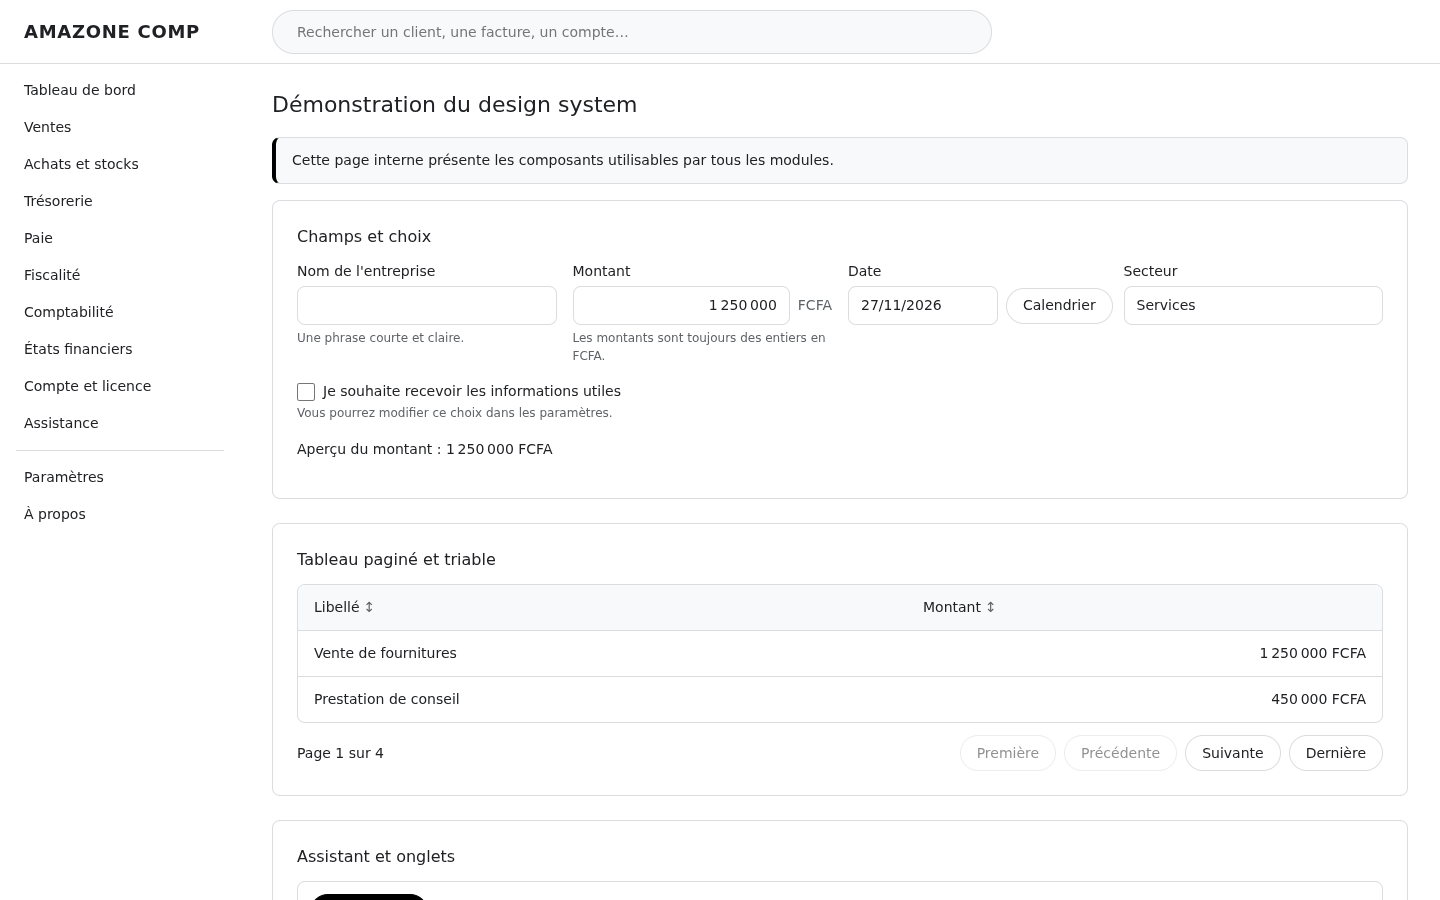 AMAZONE COMP
Rechercher un client, une facture, un compte…
Tableau de bord
Ventes
Achats et stocks
Trésorerie
Paie
Fiscalité
Comptabilité
États financiers
Compte et licence
Assistance
Paramètres
À propos
Démonstration du design system
Cette page interne présente les composants utilisables par tous les modules.
Champs et choix
Nom de l'entreprise
Une phrase courte et claire.
Montant
1 250 000 FCFA
Les montants sont toujours des entiers en
FCFA.
Date
27/11/2026 Calendrier
Secteur
Services
Je souhaite recevoir les informations utiles
Vous pourrez modifier ce choix dans les paramètres.
Aperçu du montant : 1 250 000 FCFA
Tableau paginé et triable
Libellé ↕ Montant ↕
Vente de fournitures 1 250 000 FCFA
Prestation de conseil 450 000 FCFA
Page 1 sur 4 Première Précédente Suivante Dernière
Assistant et onglets